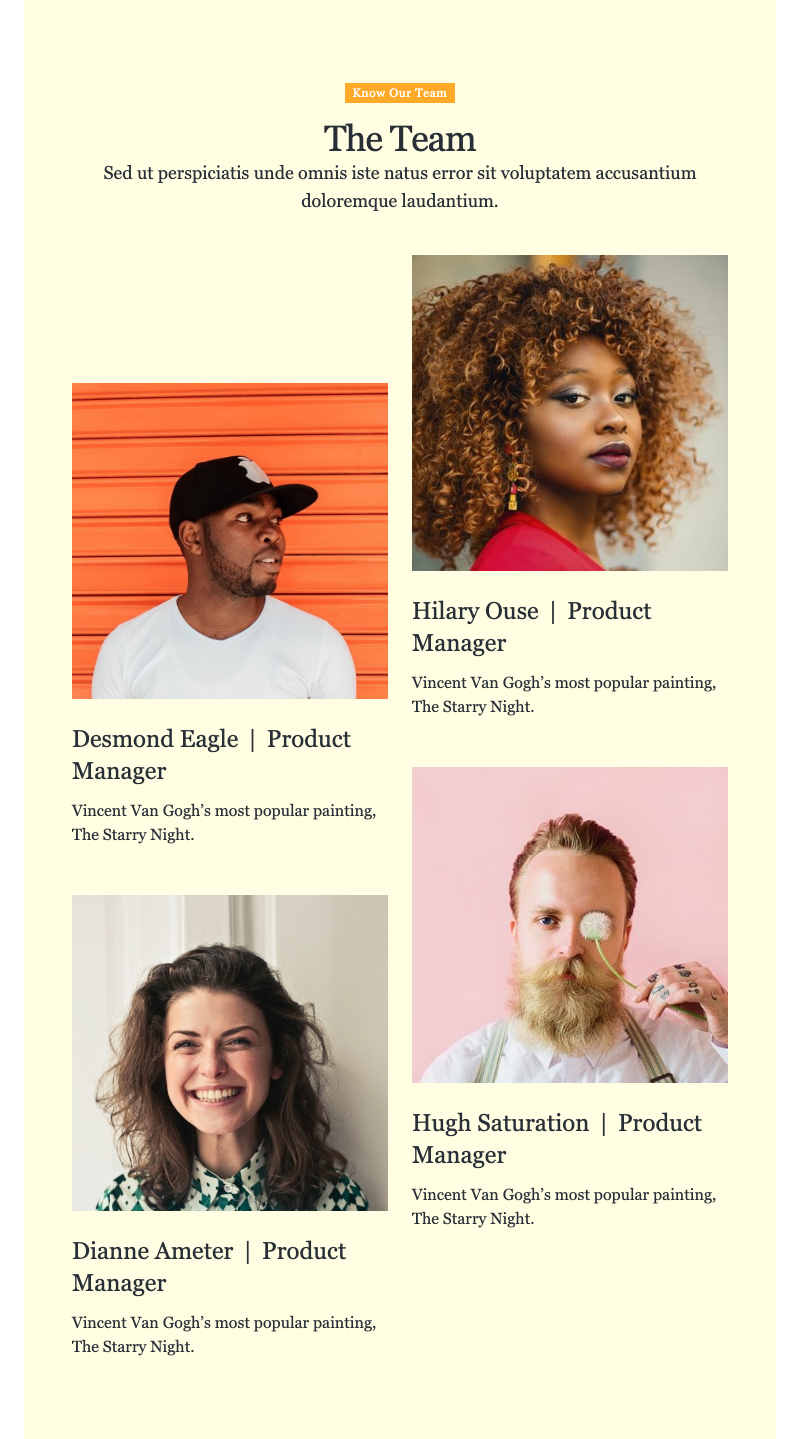 Know Our Team
The Team
Sed ut perspiciatis unde omnis iste natus error sit voluptatem accusantium
doloremque laudantium.
Hilary Ouse | Product
Manager
Vincent Van Gogh’s most popular painting,
The Starry Night.
Desmond Eagle | Product
Manager
Vincent Van Gogh’s most popular painting,
The Starry Night.
Hugh Saturation | Product
Manager
Vincent Van Gogh’s most popular painting,
The Starry Night.
Dianne Ameter | Product
Manager
Vincent Van Gogh’s most popular painting,
The Starry Night.